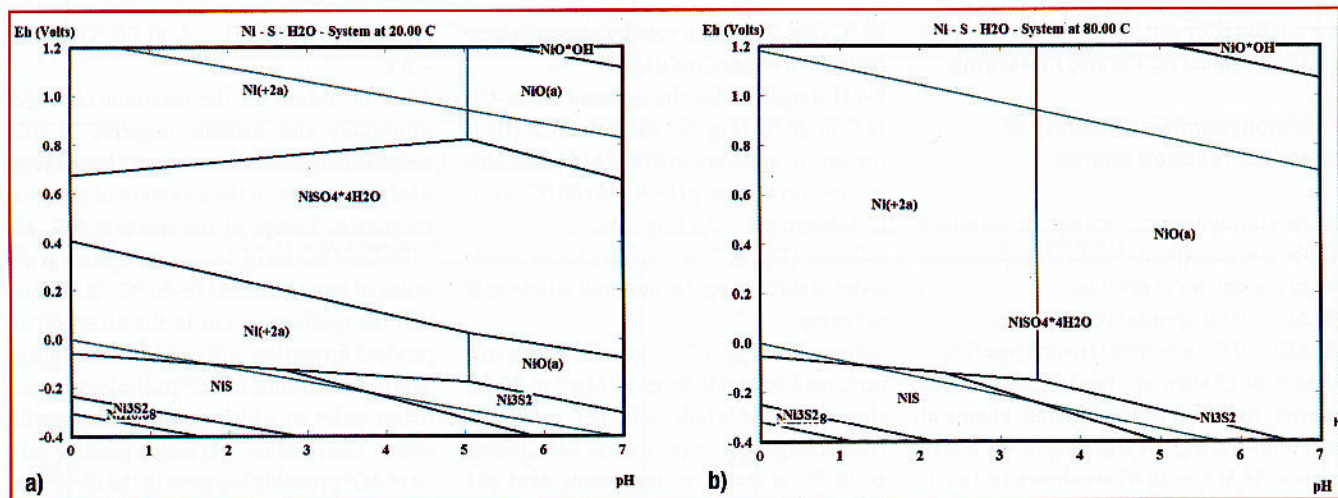 Eh (Volts)
Ni - S - H2O - System at 20.00 C
1.2
1.0
0.8
0.6
0.4
0.2
0.0
-0.2
-0.4
NiO*OH
Ni(+2a)
NiO(a)
NiSO4*4H2O
Ni(+2a)
NiO(a)
NiS
Ni3S2
Ni3S2
0
1
2
3
4
5
6
7
pH
a)
Eh (Volts)
Ni - S - H2O - System at 80.00 C
1.2
1.0
0.8
0.6
0.4
0.2
0.0
-0.2
-0.4
NiO*OH
Ni(+2a)
NiO(a)
NiSO4*4H2O
NiS
Ni3S2
Ni3S2
0
1
2
3
4
5
6
7
pH
b)